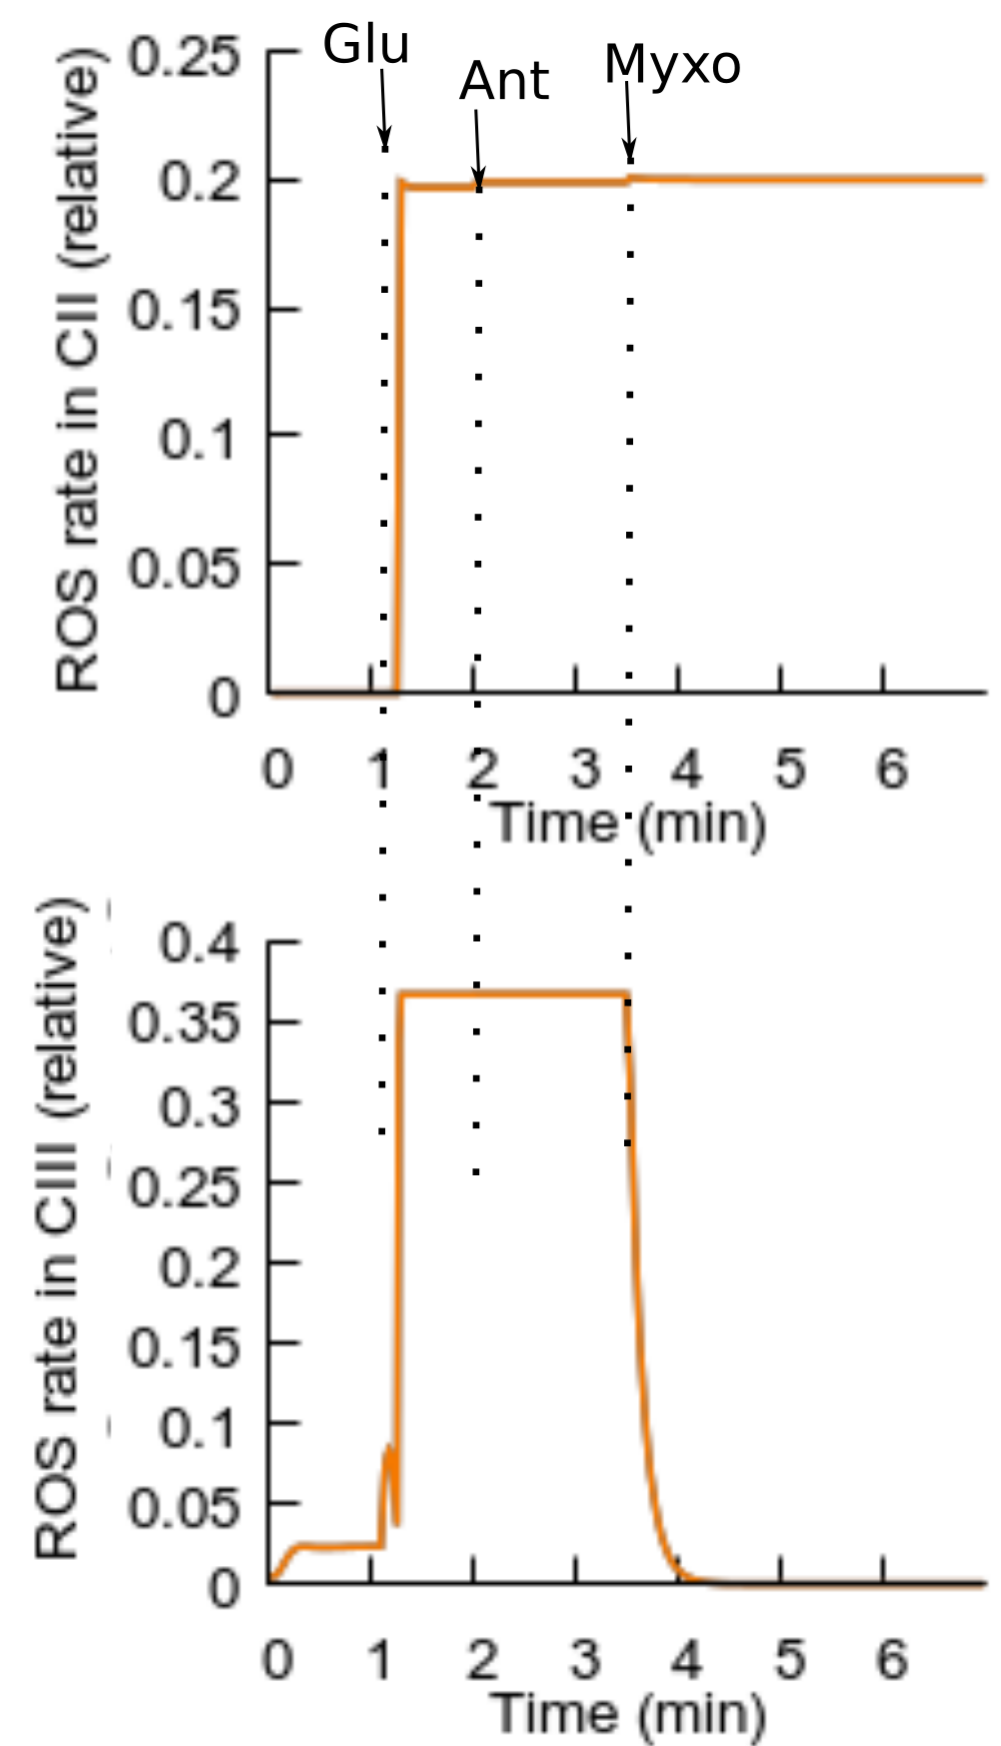 Glu
Ant
Myxo
ROS rate in CII (relative)
0.25
0.2
0.15
0.1
0.05
0
0 1 2 3 4 5 6
Time (min)
ROS rate in CIII (relative)
0.4
0.35
0.3
0.25
0.2
0.15
0.1
0.05
0
0 1 2 3 4 5 6
Time (min)